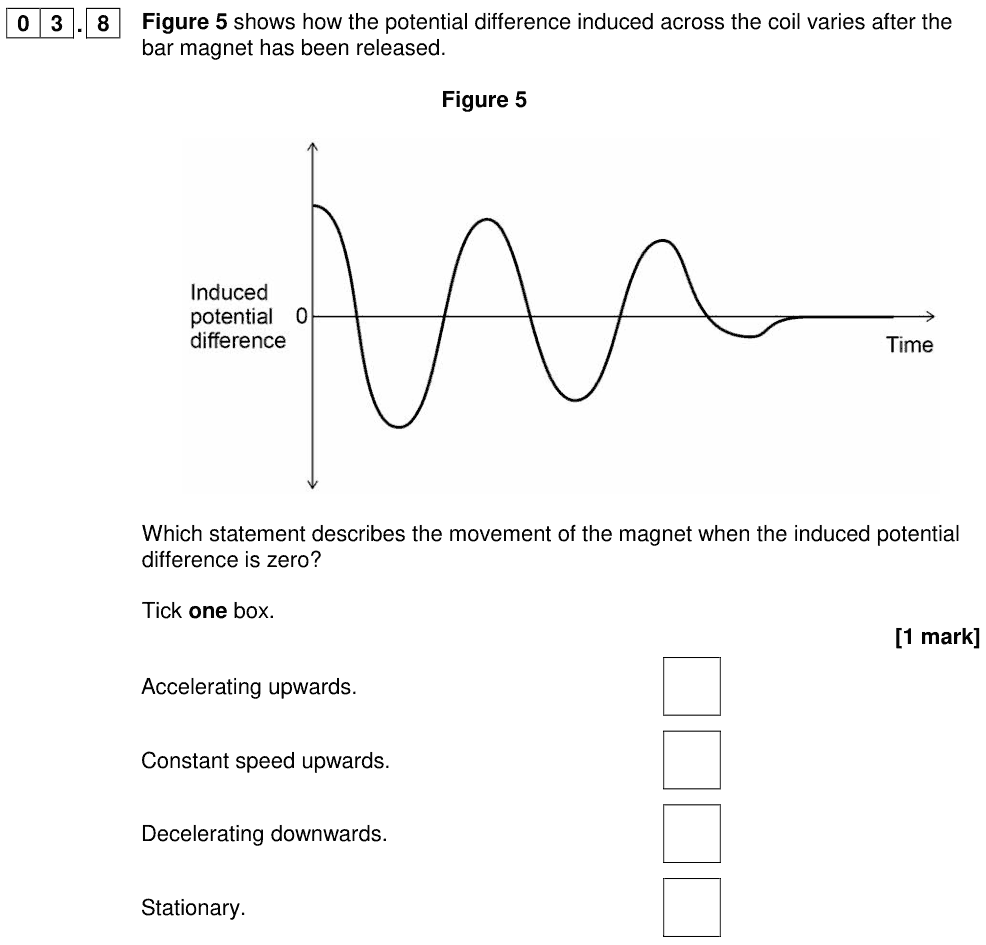 0 3 . 8 Figure 5 shows how the potential difference induced across the coil varies after the
bar magnet has been released.
Figure 5
Induced
potential
difference
0
Time
Which statement describes the movement of the magnet when the induced potential
difference is zero?
Tick one box.
[1 mark]
Accelerating upwards.
Constant speed upwards.
Decelerating downwards.
Stationary.